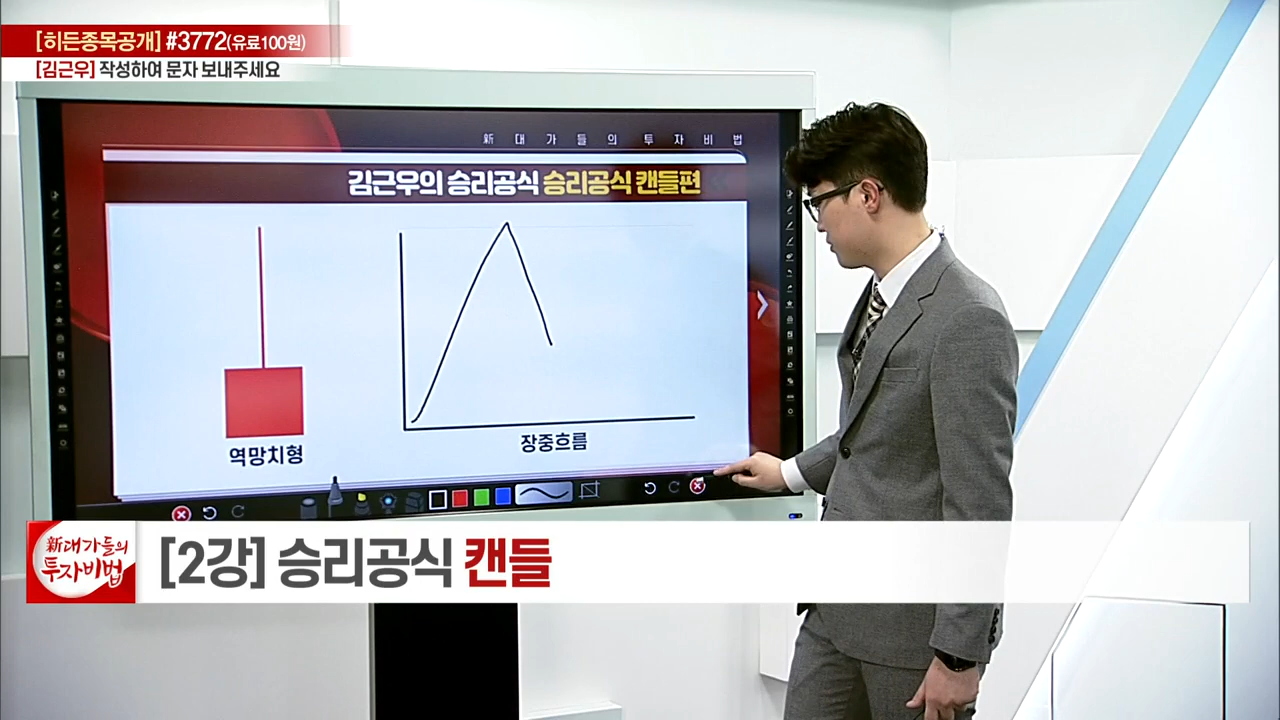 [히든종목공개] #3772(유료100원)
[김근우] 작성하여 문자 보내주세요
新 대 가 들 의 투 자 비 법
김근우의 승리공식 승리공식 캔들편
역망치형
장중흐름
新대가들의
투자비법
[2강] 승리공식 캔들